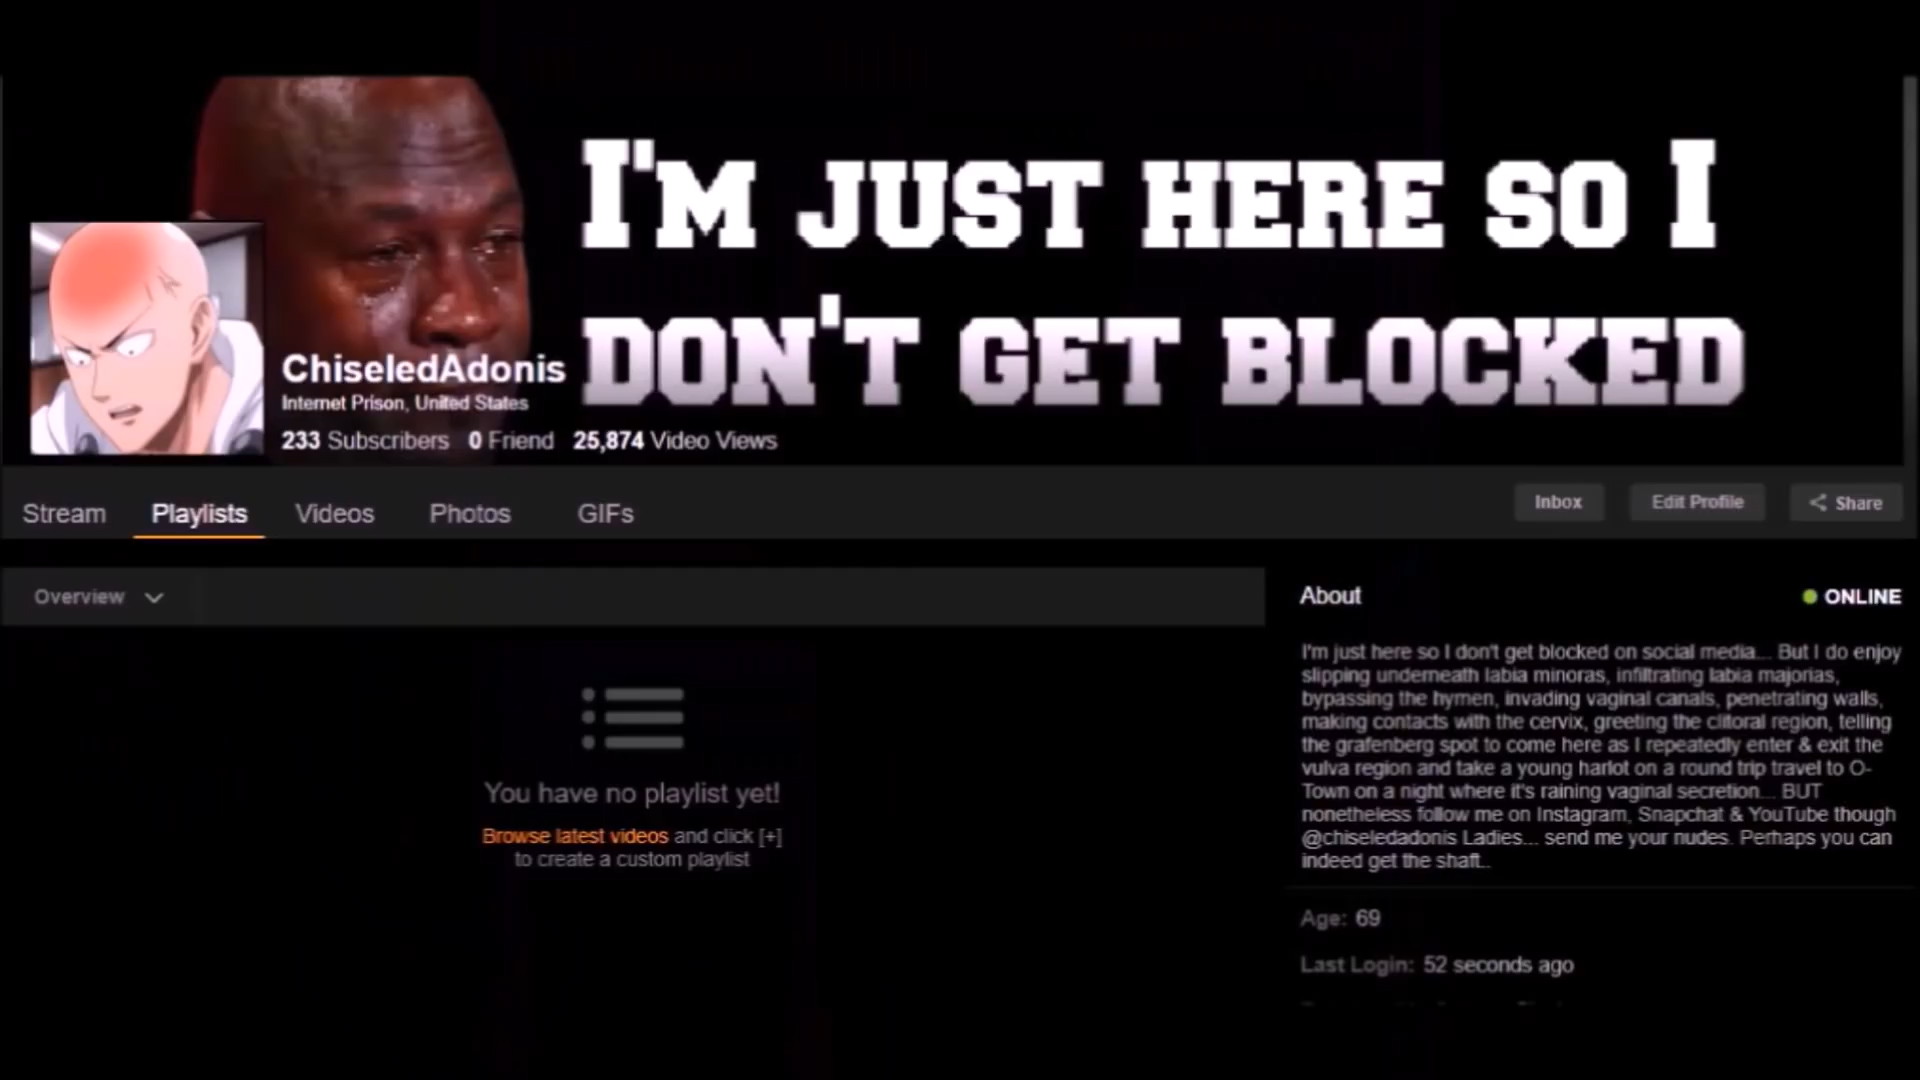 I'M JUST HERE SO I
DON'T GET BLOCKED
ChiseledAdonis
Internet Prison, United States
233 Subscribers 0 Friend 25,874 Video Views
Stream Playlists Videos Photos GIFs
Inbox Edit Profile Share
Overview
You have no playlist yet!
Browse latest videos and click [+]
to create a custom playlist
About ONLINE
I'm just here so I don't get blocked on social media... But I do enjoy
slipping underneath labia minoras, infiltrating labia majorias,
bypassing the hymen, invading vaginal canals, penetrating walls,
making contacts with the cervix, greeting the clitoral region, telling
the grafenberg spot to come here as I repeatedly enter & exit the
vulva region and take a young harlot on a round trip travel to O-
Town on a night where it's raining vaginal secretion... BUT
nonetheless follow me on Instagram, Snapchat & YouTube though
@chiseledadonis Ladies... send me your nudes. Perhaps you can
indeed get the shaft..
Age: 69
Last Login: 52 seconds ago